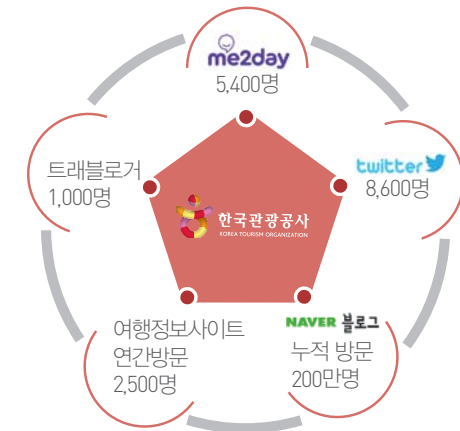 me2day
5,400명
트래블로거
1,000명
twitter
8,600명
한국관광공사
KOREA TOURISM ORGANIZATION
여행정보사이트
연간방문
2,500명
NAVER 블로그
누적 방문
200만명